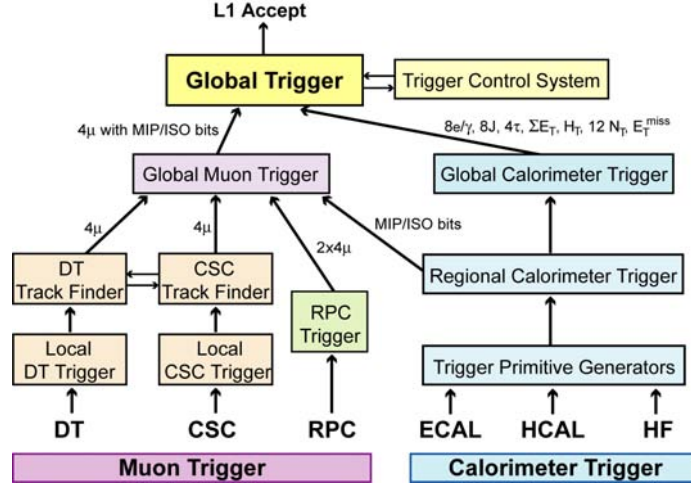 L1 Accept
Global Trigger
Trigger Control System
4μ with MIP/ISO bits
8e/γ, 8J, 4τ, ΣE_T, H_T, 12 N_T, E_T^miss
Global Muon Trigger
Global Calorimeter Trigger
4μ
4μ
MIP/ISO bits
2x4μ
DT
Track Finder
CSC
Track Finder
Regional Calorimeter Trigger
RPC
Trigger
Local
DT Trigger
Local
CSC Trigger
Trigger Primitive Generators
DT
CSC
RPC
ECAL
HCAL
HF
Muon Trigger
Calorimeter Trigger